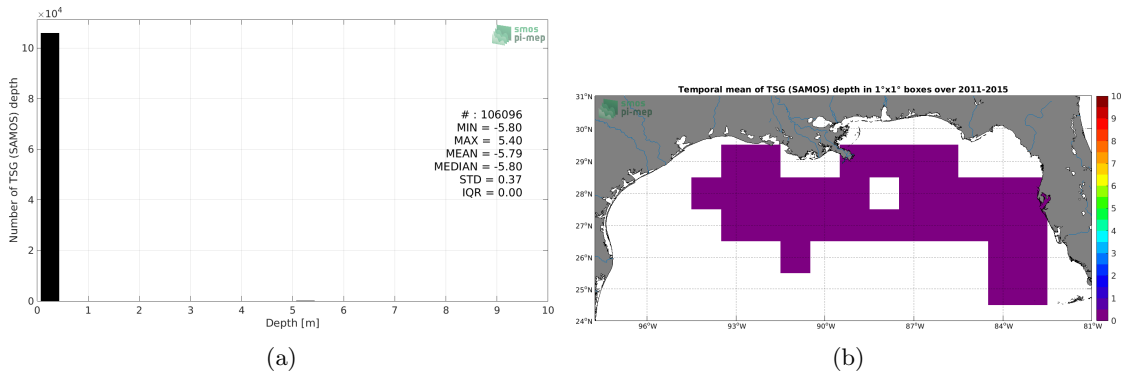 ×10⁴
smos
pi-mep
Number of TSG (SAMOS) depth
10
8
6
4
2
0
# : 106096
MIN = -5.80
MAX = 5.40
MEAN = -5.79
MEDIAN = -5.80
STD = 0.37
IQR = 0.00
0 1 2 3 4 5 6 7 8 9 10
Depth [m]
(a)
Temporal mean of TSG (SAMOS) depth in 1°x1° boxes over 2011-2015
smos
pi-mep
31°N
30°N
29°N
28°N
27°N
26°N
25°N
24°N
96°W 93°W 90°W 87°W 84°W 81°W
10
9
8
7
6
5
4
3
2
1
0
(b)